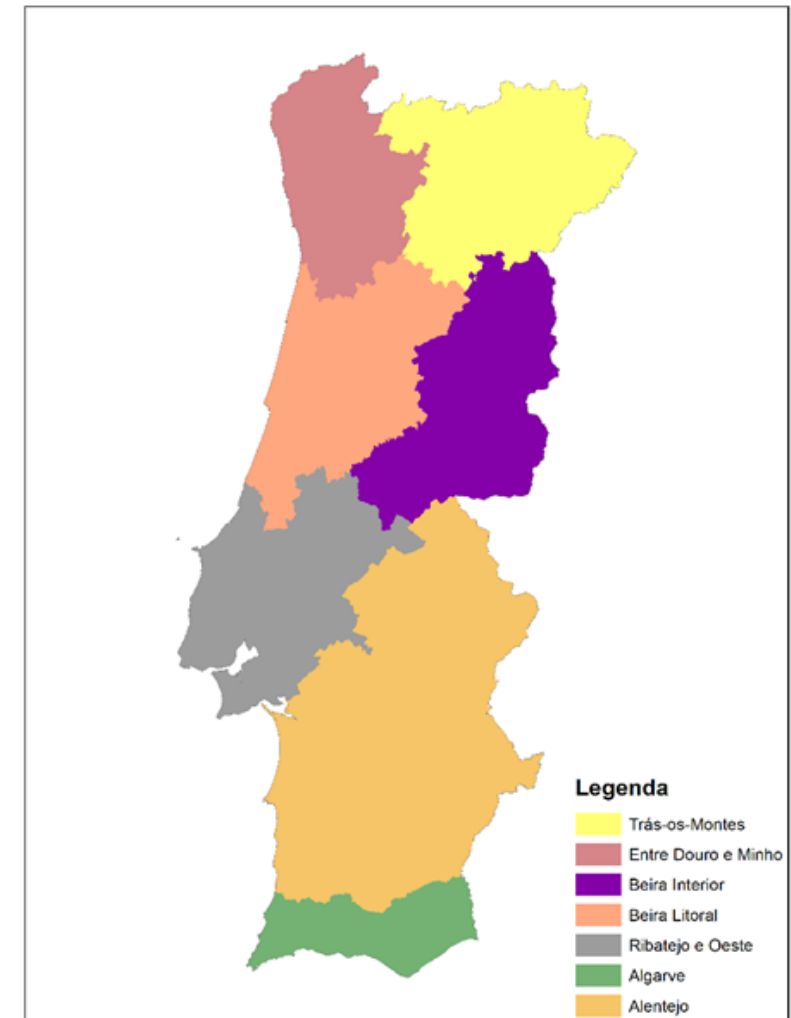 Legenda
Trás-os-Montes
Entre Douro e Minho
Beira Interior
Beira Litoral
Ribatejo e Oeste
Algarve
Alentejo